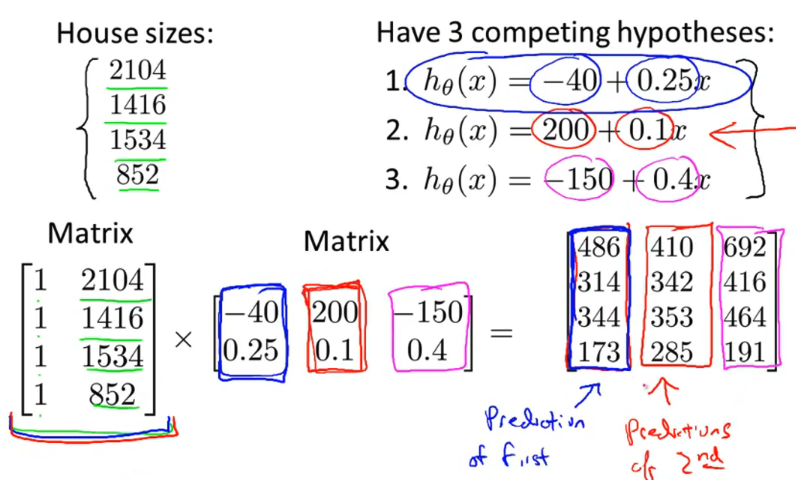 House sizes:
2104
1416
1534
852
Have 3 competing hypotheses:
1. hθ(x) = −40 + 0.25x
2. hθ(x) = 200 + 0.1x
3. hθ(x) = −150 + 0.4x
Matrix
1 2104
1 1416
1 1534
1 852
×
Matrix
−40 200 −150
0.25 0.1 0.4
=
486 410 692
314 342 416
344 353 464
173 285 191
Prediction
of first
Predictions
of 2nd